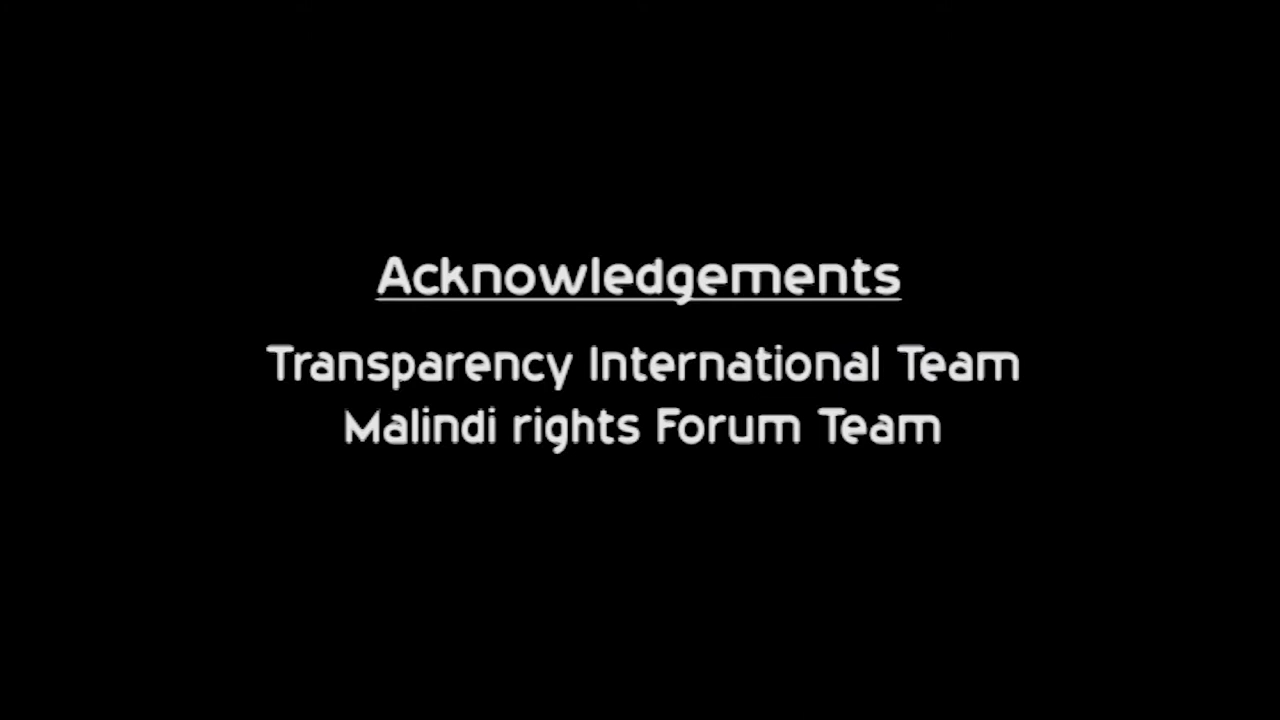 Acknowledgements
Transparency International Team
Malindi rights Forum Team